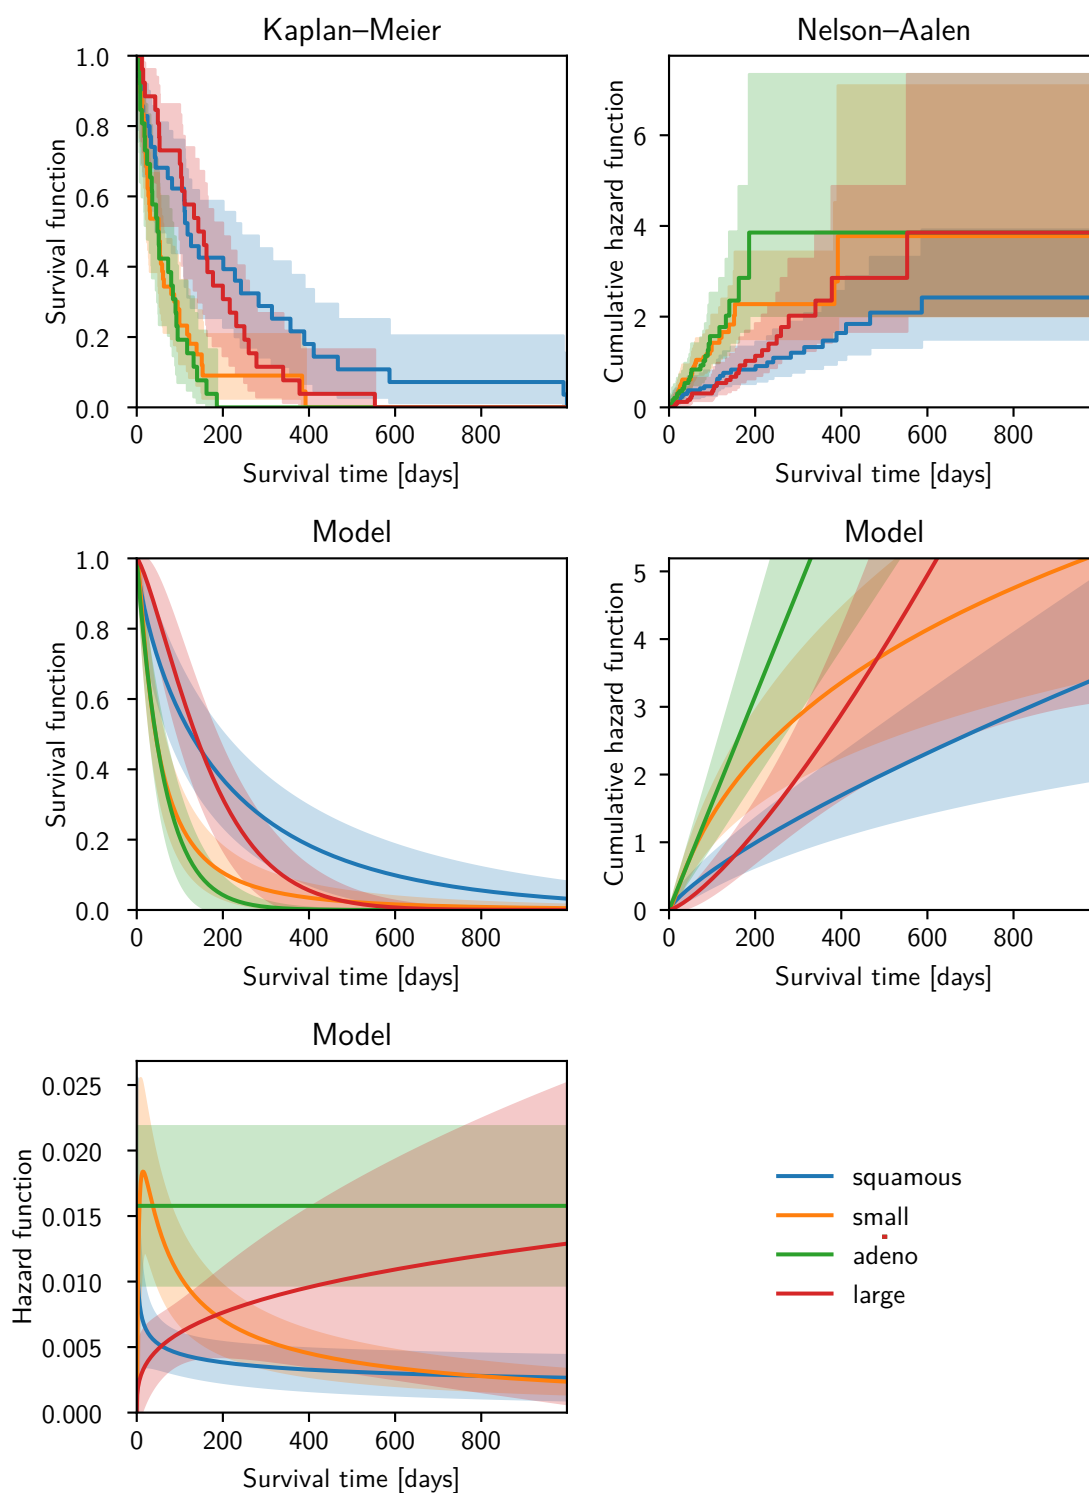 Kaplan–Meier
1.0
0.8
0.6
0.4
0.2
0.0
Survival function
0 200 400 600 800
Survival time [days]
Nelson–Aalen
6
4
2
0
Cumulative hazard function
0 200 400 600 800
Survival time [days]
Model
1.0
0.8
0.6
0.4
0.2
0.0
Survival function
0 200 400 600 800
Survival time [days]
Model
5
4
3
2
1
0
Cumulative hazard function
0 200 400 600 800
Survival time [days]
Model
0.025
0.020
0.015
0.010
0.005
0.000
Hazard function
0 200 400 600 800
Survival time [days]
squamous
small
adeno
large